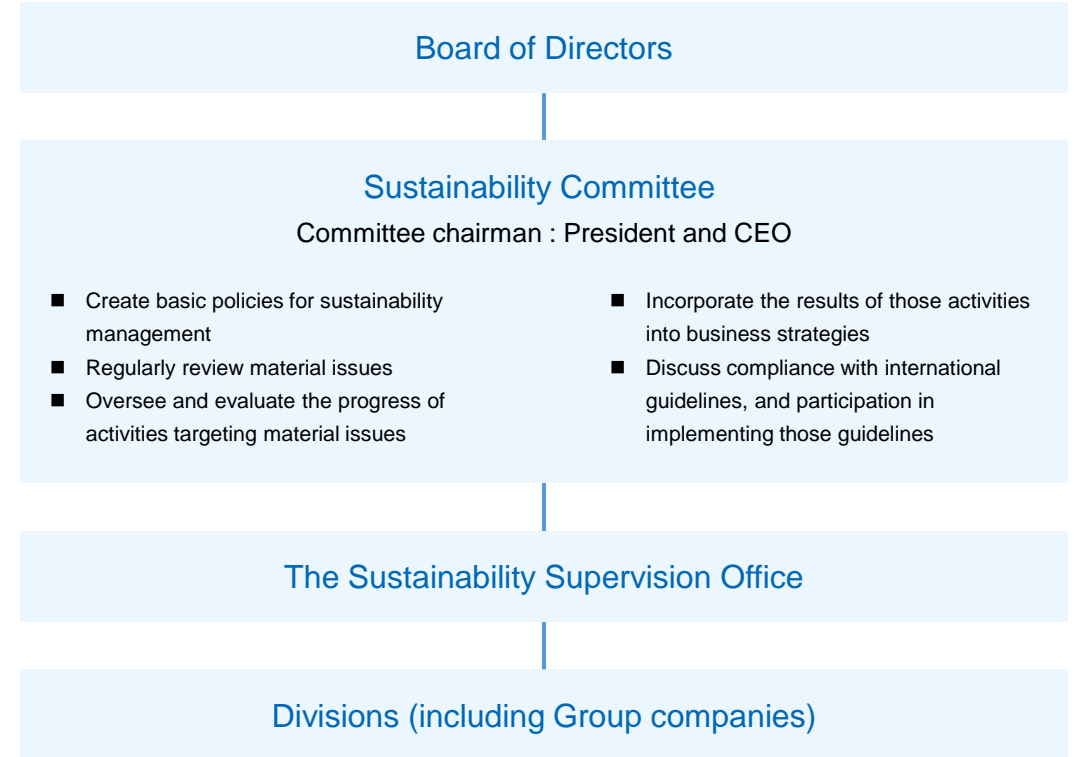 Board of Directors
Sustainability Committee
Committee chairman : President and CEO
■ Create basic policies for sustainability
management
■ Regularly review material issues
■ Oversee and evaluate the progress of
activities targeting material issues
■ Incorporate the results of those activities
into business strategies
■ Discuss compliance with international
guidelines, and participation in
implementing those guidelines
The Sustainability Supervision Office
Divisions (including Group companies)